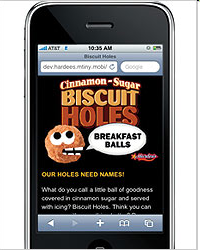 AT&T 10:35 AM
Biscuit Holes
dev.hardees.mtiny.mobi/ Google
Cinnamon-Sugar
BISCUIT
HOLES
BREAKFAST
BALLS
Hardee's
OUR HOLES NEED NAMES!
What do you call a little ball of goodness
covered in cinnamon sugar and
served with icing? Biscuit Holes. Think you can